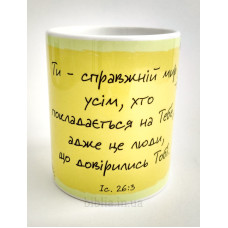 Ти - справжній мир
усім, хто
покладається на Тебе,
адже це люди,
що довірились Тобі.
Іс. 26:3